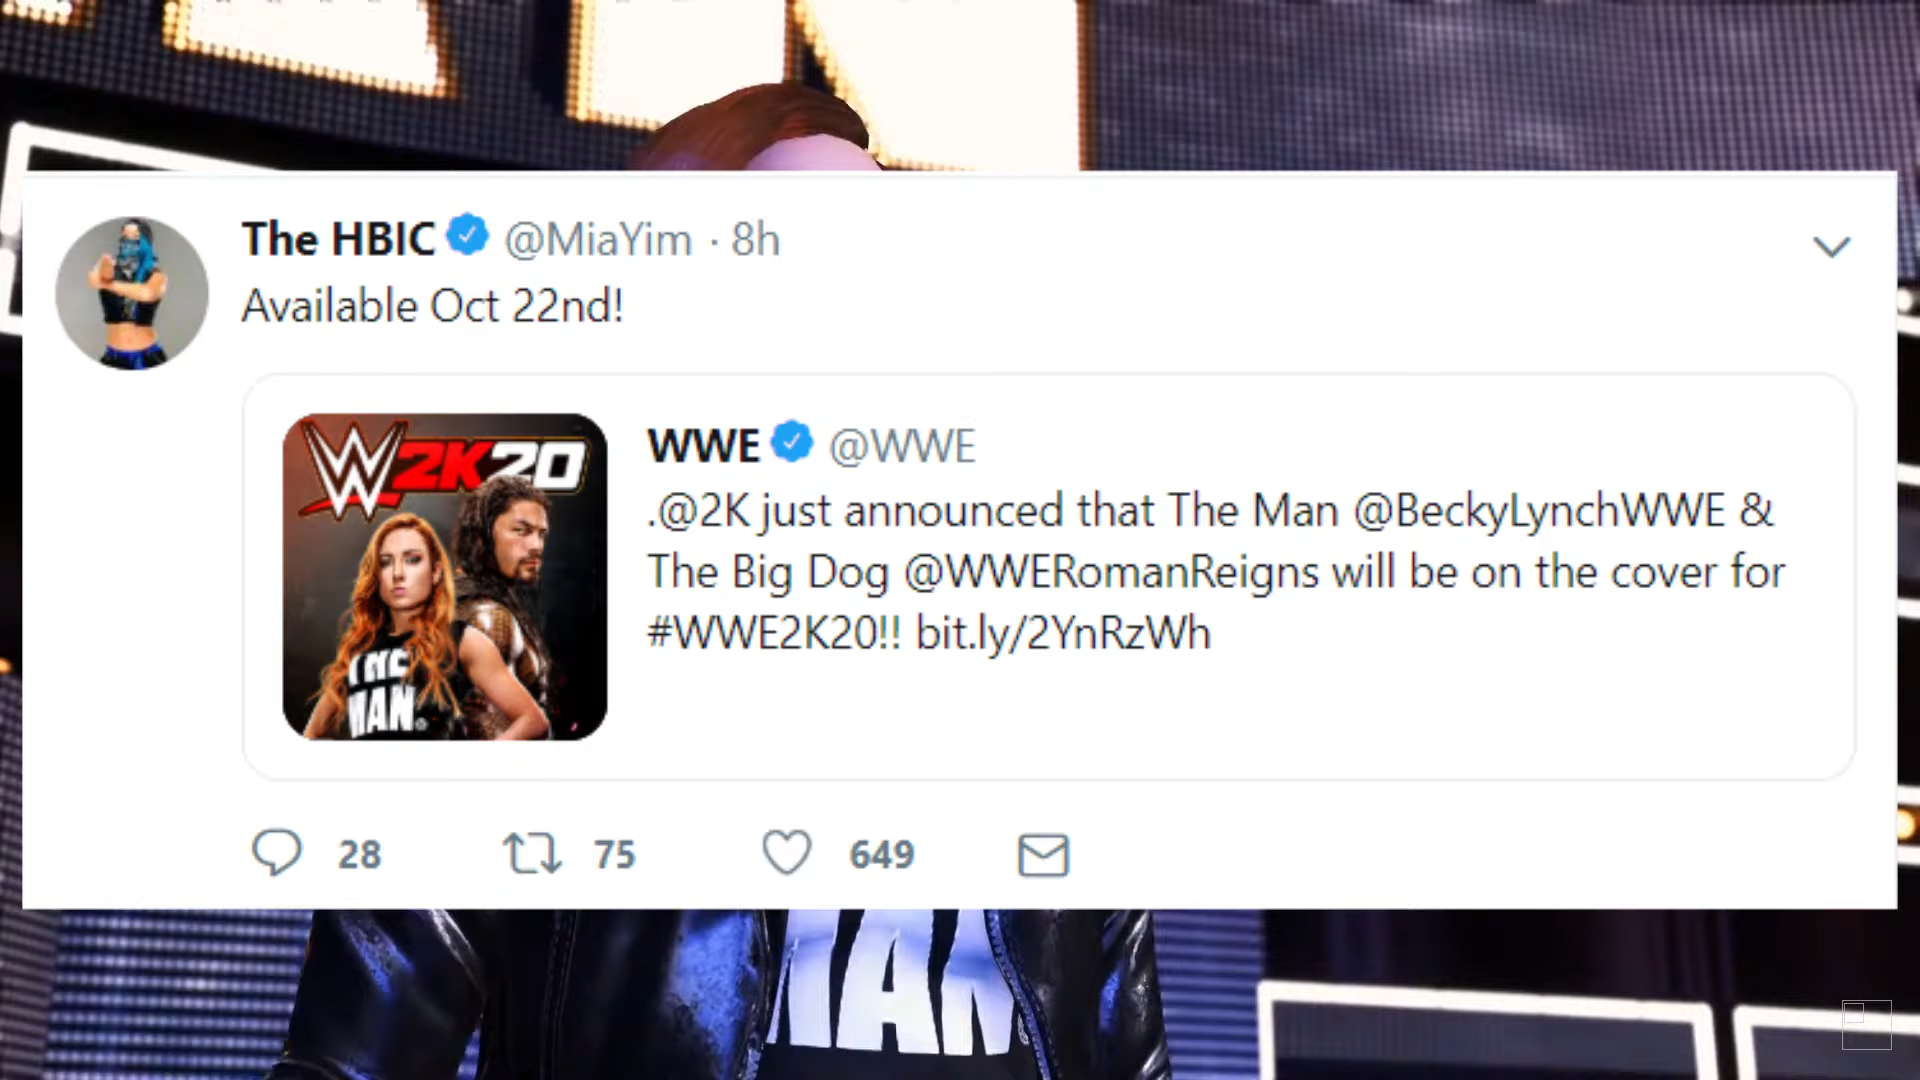 The HBIC @MiaYim · 8h
Available Oct 22nd!
W 2K20
THE
MAN
WWE @WWE
.@2K just announced that The Man @BeckyLynchWWE &
The Big Dog @WWERomanReigns will be on the cover for
#WWE2K20!! bit.ly/2YnRzWh
28 75 649
MAN